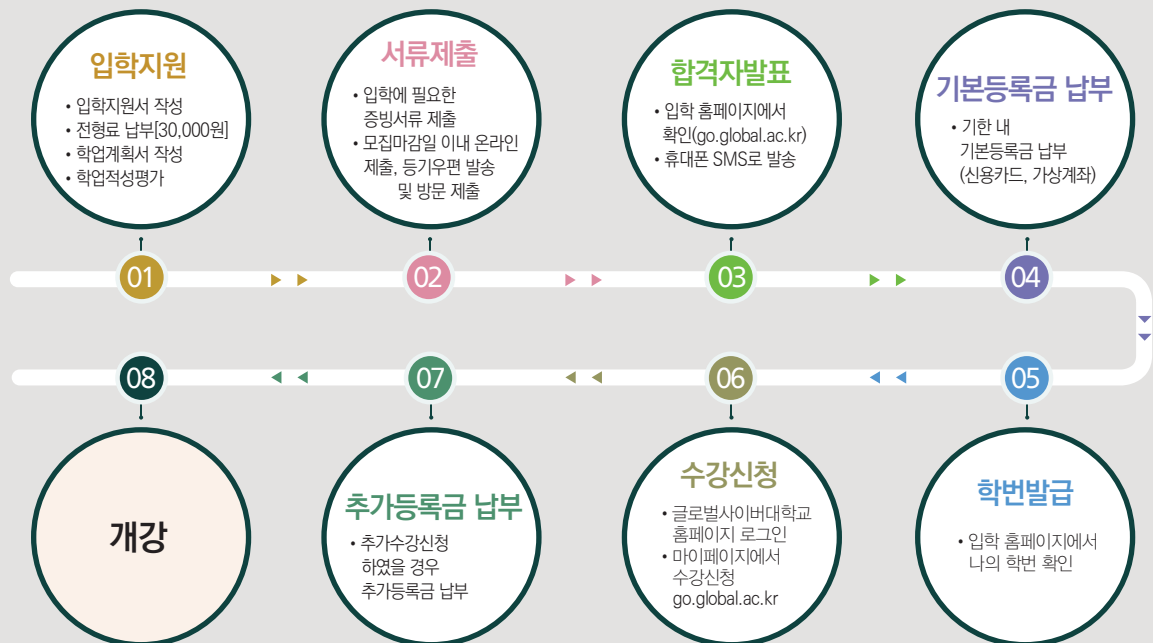 입학지원
• 입학지원서 작성
• 전형료 납부[30,000원]
• 학업계획서 작성
• 학업적성평가
서류제출
• 입학에 필요한
증빙서류 제출
• 모집마감일 이내 온라인
제출, 등기우편 발송
및 방문 제출
합격자발표
• 입학 홈페이지에서
확인(go.global.ac.kr)
• 휴대폰 SMS로 발송
기본등록금 납부
• 기한 내
기본등록금 납부
(신용카드, 가상계좌)
01
02
03
04
05
06
07
08
학번발급
• 입학 홈페이지에서
나의 학번 확인
수강신청
• 글로벌사이버대학교
홈페이지 로그인
• 마이페이지에서
수강신청
go.global.ac.kr
추가등록금 납부
• 추가수강신청
하였을 경우
추가등록금 납부
개강